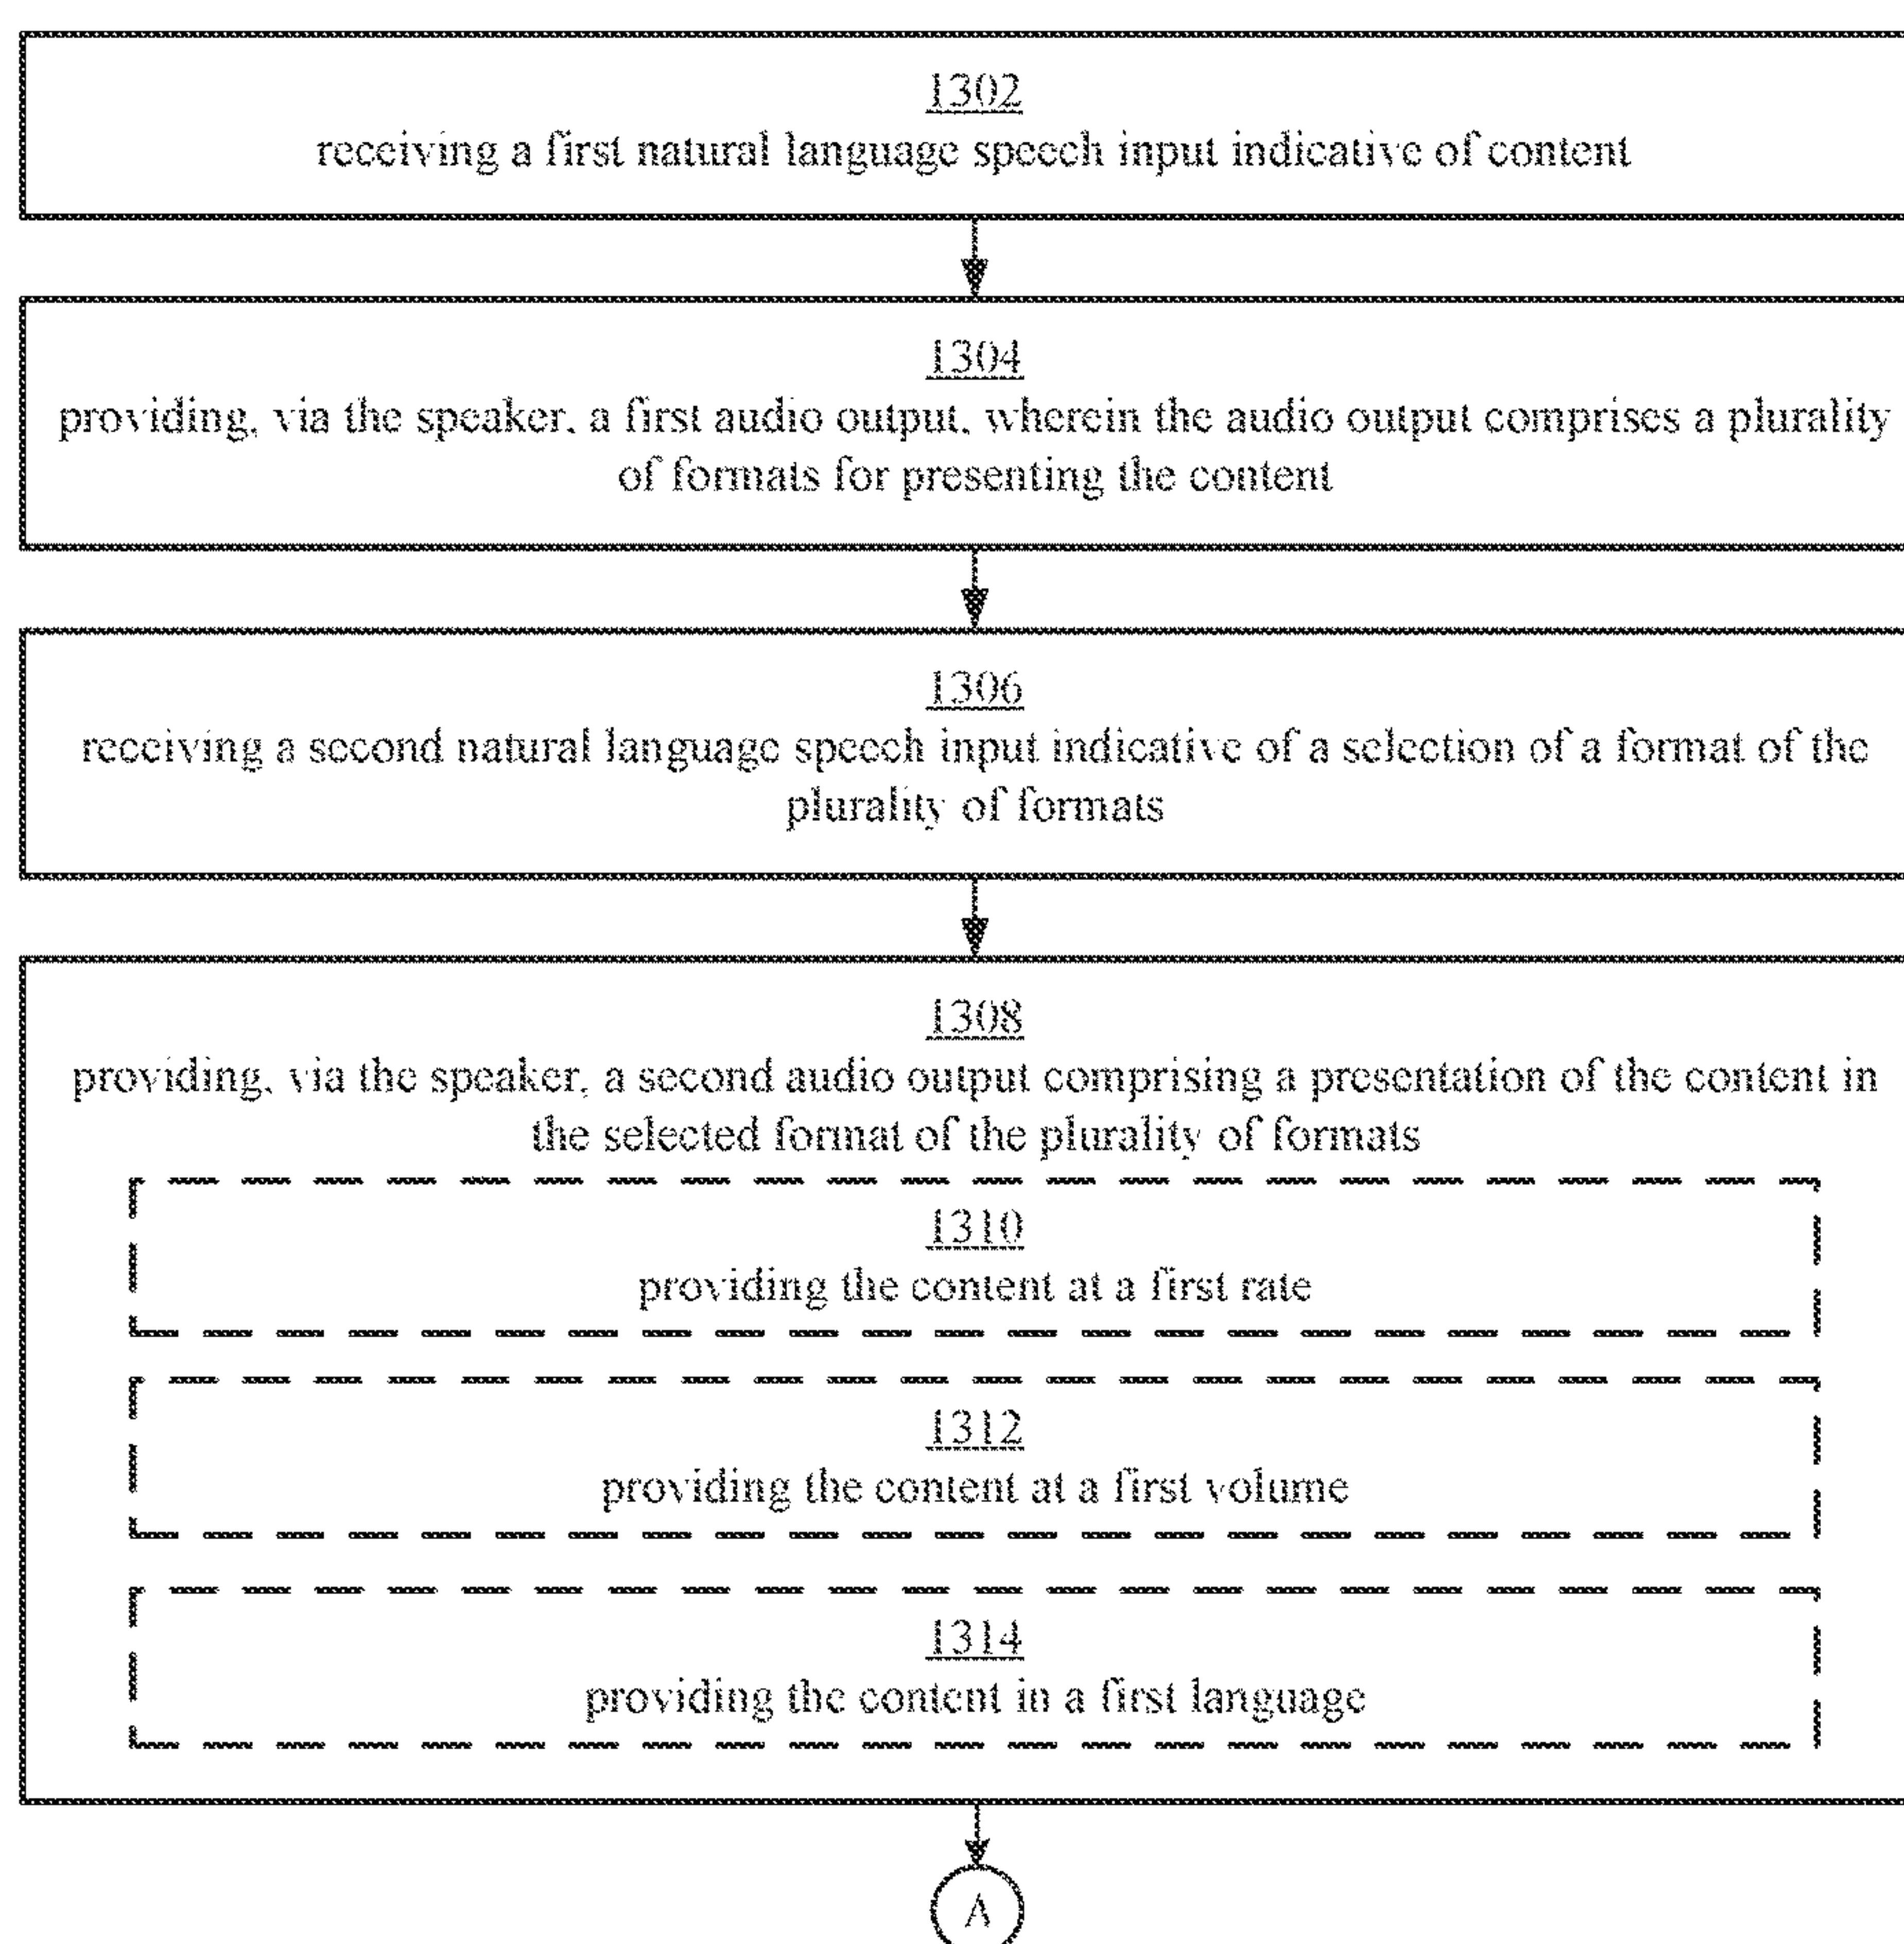 1302
receiving a first natural language speech input indicative of content
1304
providing, via the speaker, a first audio output, wherein the audio output comprises a plurality
of formats for presenting the content
1306
receiving a second natural language speech input indicative of a selection of a format of the
plurality of formats
1308
providing, via the speaker, a second audio output comprising a presentation of the content in
the selected format of the plurality of formats
1310
providing the content at a first rate
1312
providing the content at a first volume
1314
providing the content in a first language
A